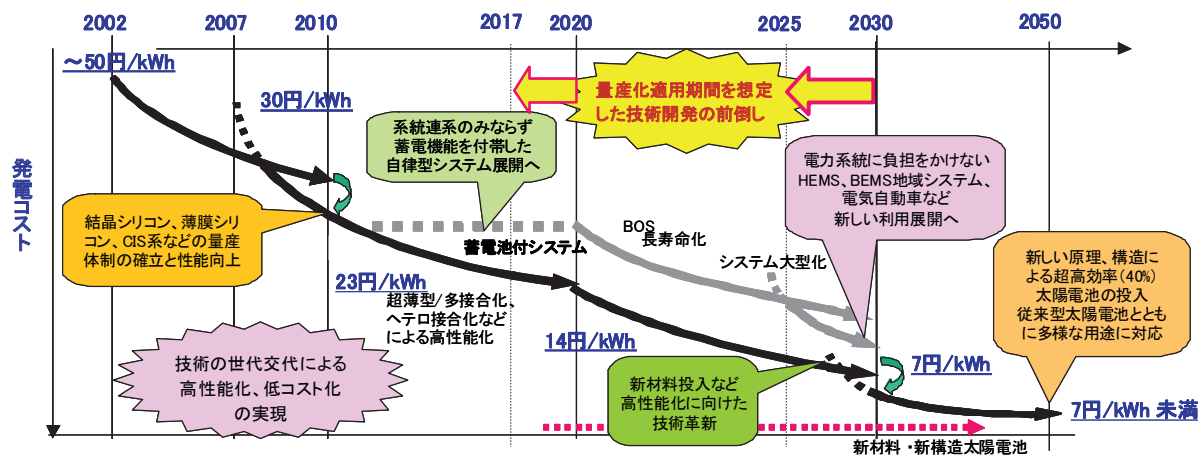 2002
2007
2010
2017
2020
2025
2030
2050
発電コスト
～50円/kWh
30円/kWh
量産化適用期間を想定
した技術開発の前倒し
系統連系のみならず
蓄電機能を付帯した
自律型システム展開へ
電力系統に負担をかけない
HEMS、BEMS地域システム、
電気自動車など
新しい利用展開へ
結晶シリコン、薄膜シリ
コン、CIS系などの量産
体制の確立と性能向上
蓄電池付システム
BOS
長寿命化
システム大型化
新しい原理、構造に
よる超高効率(40%)
太陽電池の投入
従来型太陽電池ととも
に多様な用途に対応
23円/kWh
超薄型/多接合化、
ヘテロ接合化など
による高性能化
技術の世代交代による
高性能化、低コスト化
の実現
14円/kWh
7円/kWh
新材料投入など
高性能化に向けた
技術革新
7円/kWh 未満
新材料・新構造太陽電池